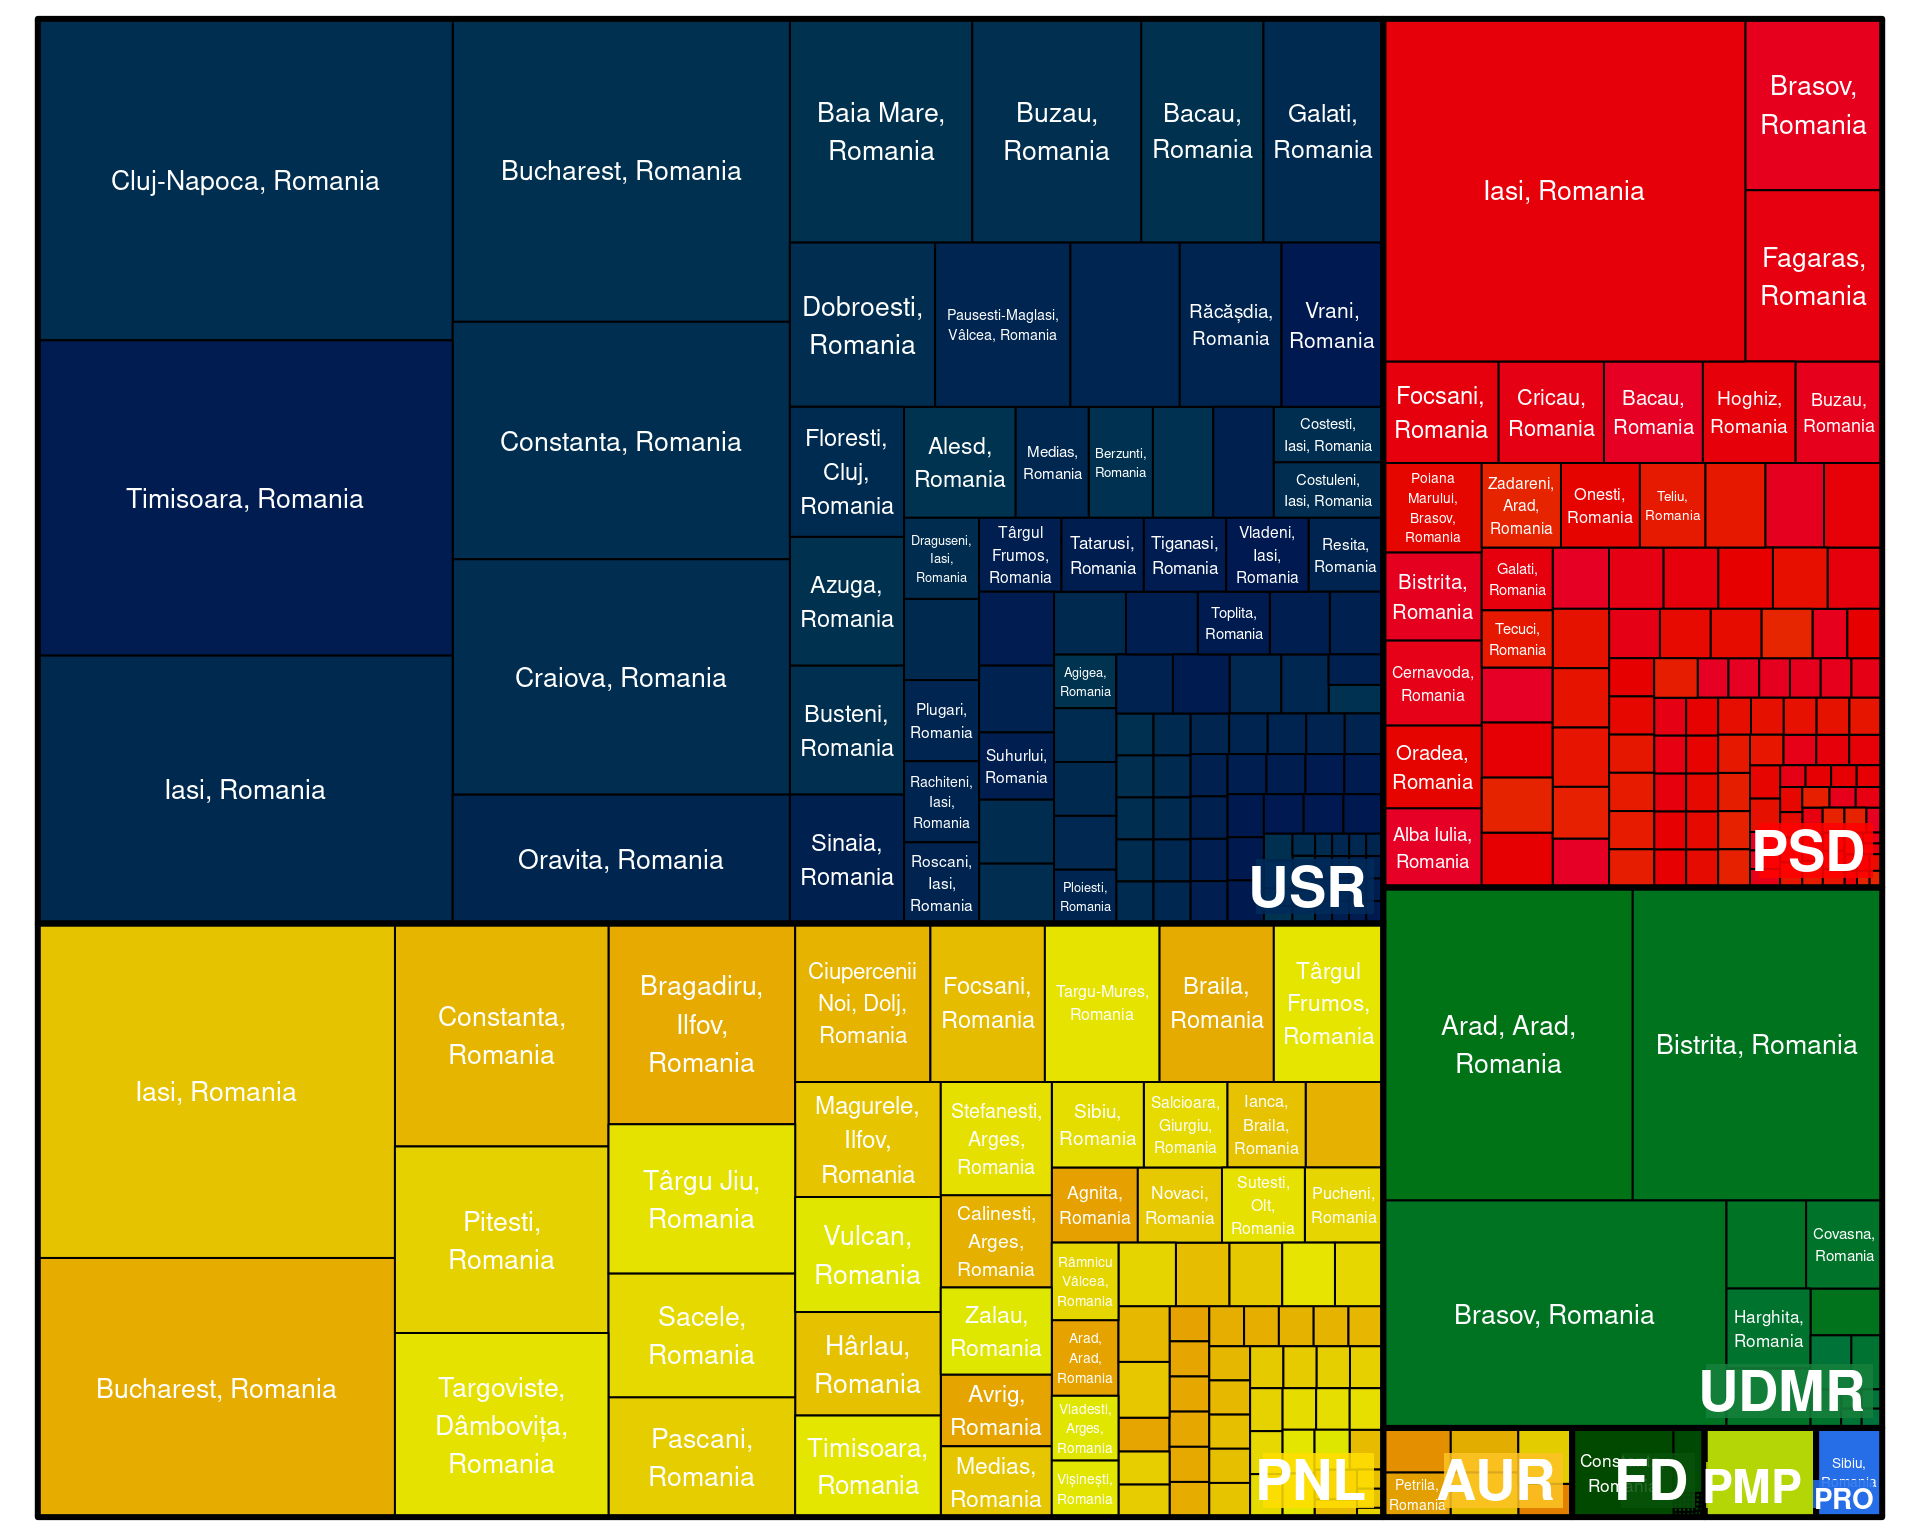 Cluj-Napoca, Romania
Timisoara, Romania
Iasi, Romania
Bucharest, Romania
Constanta, Romania
Craiova, Romania
Oravita, Romania
Baia Mare,
Romania
Buzau,
Romania
Bacau,
Romania
Galati,
Romania
Dobroesti,
Romania
Pausesti-Maglasi,
Vâlcea, Romania
Răcășdia,
Romania
Vrani,
Romania
Floresti,
Cluj,
Romania
Azuga,
Romania
Busteni,
Romania
Sinaia,
Romania
Alesd,
Romania
Medias,
Romania
Berzunti,
Romania
Costesti,
Iasi, Romania
Costuleni,
Iasi, Romania
Draguseni,
Iasi,
Romania
Plugari,
Romania
Rachiteni,
Iasi,
Romania
Roscani,
Iasi,
Romania
Târgul
Frumos,
Romania
Tatarusi,
Romania
Tiganasi,
Romania
Vladeni,
Iasi,
Romania
Resita,
Romania
Toplita,
Romania
Suhurlui,
Romania
Agigea,
Romania
Ploiesti,
Romania
USR
Iasi, Romania
Brasov,
Romania
Fagaras,
Romania
Focsani,
Romania
Cricau,
Romania
Bacau,
Romania
Hoghiz,
Romania
Buzau,
Romania
Poiana
Marului,
Brasov,
Romania
Bistrita,
Romania
Cernavoda,
Romania
Oradea,
Romania
Alba Iulia,
Romania
Zadareni,
Arad,
Romania
Onesti,
Romania
Teliu,
Romania
Galati,
Romania
Tecuci,
Romania
PSD
Iasi, Romania
Bucharest, Romania
Constanta,
Romania
Pitesti,
Romania
Targoviste,
Dâmbovița,
Romania
Bragadiru,
Ilfov,
Romania
Târgu Jiu,
Romania
Sacele,
Romania
Pascani,
Romania
Ciupercenii
Noi, Dolj,
Romania
Focsani,
Romania
Targu-Mures,
Romania
Braila,
Romania
Târgul
Frumos,
Romania
Magurele,
Ilfov,
Romania
Vulcan,
Romania
Hârlau,
Romania
Timisoara,
Romania
Stefanesti,
Arges,
Romania
Calinesti,
Arges,
Romania
Zalau,
Romania
Avrig,
Romania
Medias,
Romania
Sibiu,
Romania
Salcioara,
Giurgiu,
Romania
Ianca,
Braila,
Romania
Agnita,
Romania
Novaci,
Romania
Sutesti,
Olt,
Romania
Pucheni,
Romania
Râmnicu
Vâlcea,
Romania
Arad,
Arad,
Romania
Vladesti,
Arges,
Romania
Vișinești,
Romania
PNL
Arad, Arad,
Romania
Bistrita, Romania
Brasov, Romania
Covasna,
Romania
Harghita,
Romania
UDMR
Petrila,
Romania
AUR
FD
PMP
Sibiu,
Romania
PRO